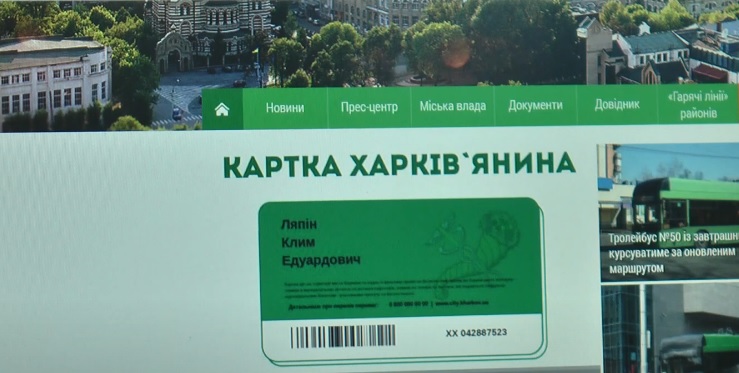 Новини
Прес-центр
Міська влада
Документи
Довідник
«Гарячі лінії»
районів
КАРТКА ХАРКІВ`ЯНИНА
Ляпін
Клим
Едуардович
XX 042887523
Тролейбус №50 із завтрашн
курсуватиме за оновленим
маршрутом